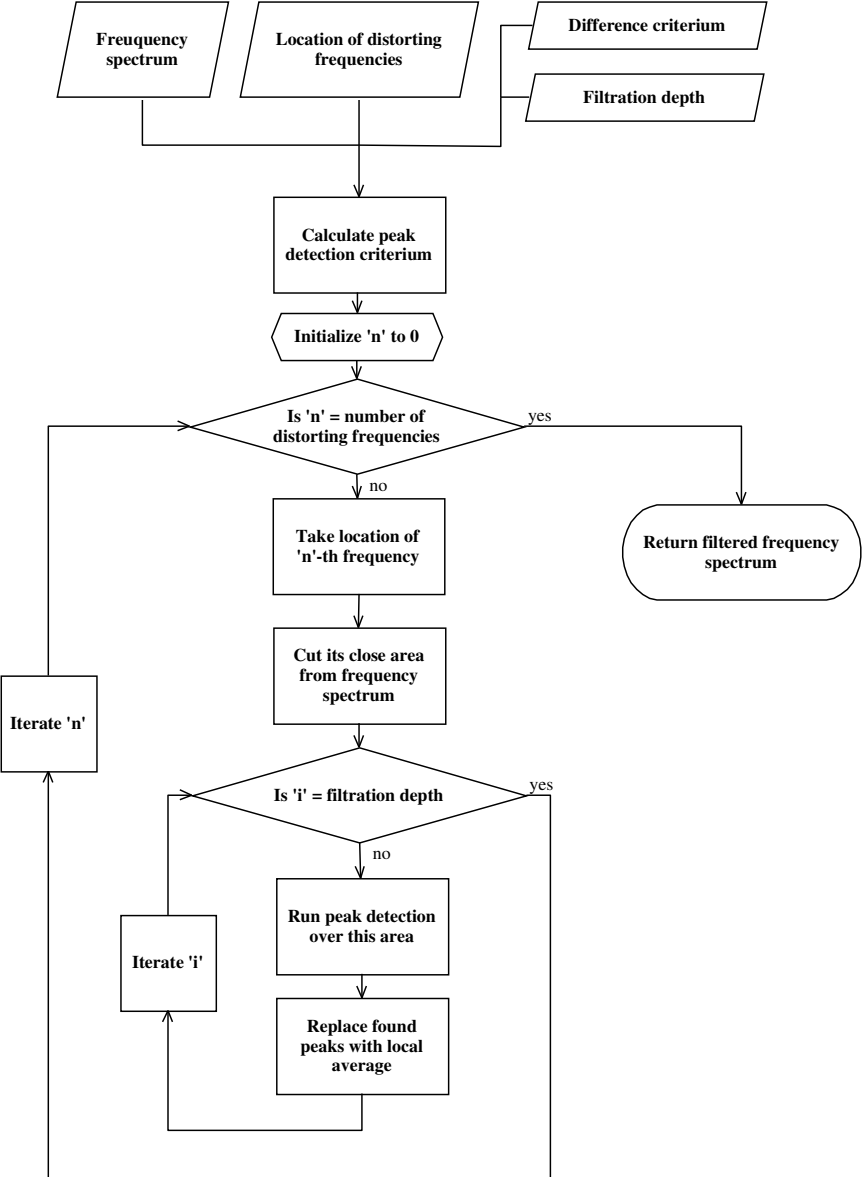 Freuquency
spectrum
Location of distorting
frequencies
Difference criterium
Filtration depth
Calculate peak
detection criterium
Initialize 'n' to 0
Is 'n' = number of
distorting frequencies
yes
no
Take location of
'n'-th frequency
Return filtered frequency
spectrum
Cut its close area
from frequency
spectrum
Iterate 'n'
Is 'i' = filtration depth
yes
no
Run peak detection
over this area
Iterate 'i'
Replace found
peaks with local
average